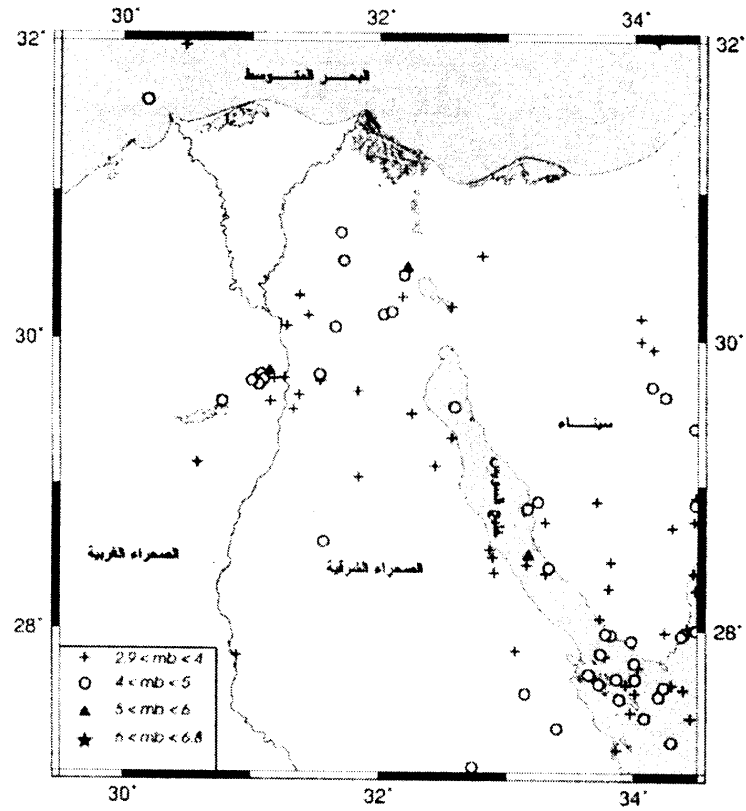 30° 32° 34°
32° 32°
البحر المتوسط
30° 30°
سيناء
خليج السويس
الصحراء الغربية
الصحراء الشرقية
28° 28°
2.9 < mb < 4
4 < mb < 5
5 < mb < 6
6 < mb < 6.8
30° 32° 34°